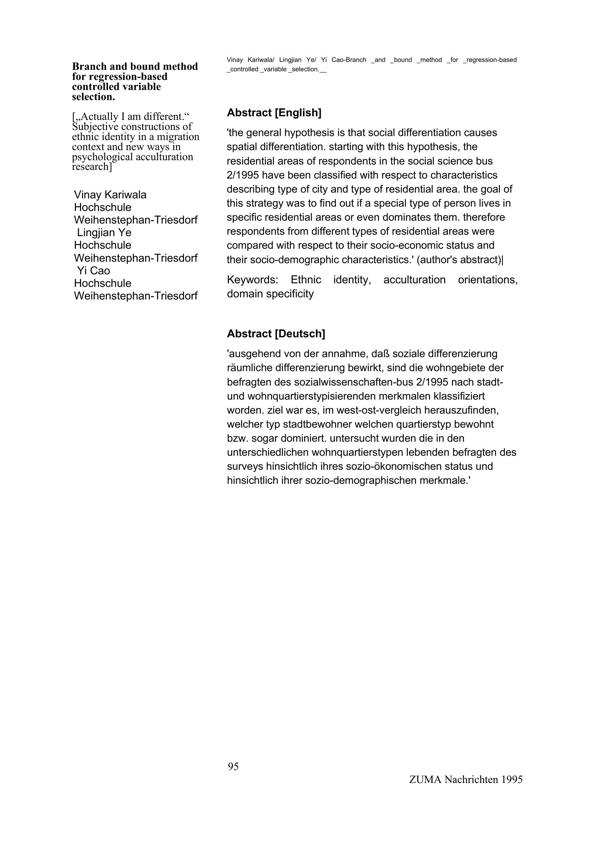 Branch and bound method
for regression-based
controlled variable
selection.
[„Actually I am different.“
Subjective constructions of
ethnic identity in a migration
context and new ways in
psychological acculturation
research]
Vinay Kariwala
Hochschule
Weihenstephan-Triesdorf
Lingjian Ye
Hochschule
Weihenstephan-Triesdorf
Yi Cao
Hochschule
Weihenstephan-Triesdorf
Vinay Kariwala/ Lingjian Ye/ Yi Cao-Branch _and _bound _method _for _regression-based
_controlled _variable _selection.__
Abstract [English]
'the general hypothesis is that social differentiation causes
spatial differentiation. starting with this hypothesis, the
residential areas of respondents in the social science bus
2/1995 have been classified with respect to characteristics
describing type of city and type of residential area. the goal of
this strategy was to find out if a special type of person lives in
specific residential areas or even dominates them. therefore
respondents from different types of residential areas were
compared with respect to their socio-economic status and
their socio-demographic characteristics.' (author's abstract)|
Keywords: Ethnic identity, acculturation orientations,
domain specificity
Abstract [Deutsch]
'ausgehend von der annahme, daß soziale differenzierung
räumliche differenzierung bewirkt, sind die wohngebiete der
befragten des sozialwissenschaften-bus 2/1995 nach stadt-
und wohnquartierstypisierenden merkmalen klassifiziert
worden. ziel war es, im west-ost-vergleich herauszufinden,
welcher typ stadtbewohner welchen quartierstyp bewohnt
bzw. sogar dominiert. untersucht wurden die in den
unterschiedlichen wohnquartierstypen lebenden befragten des
surveys hinsichtlich ihres sozio-ökonomischen status und
hinsichtlich ihrer sozio-demographischen merkmale.'
95
ZUMA Nachrichten 1995